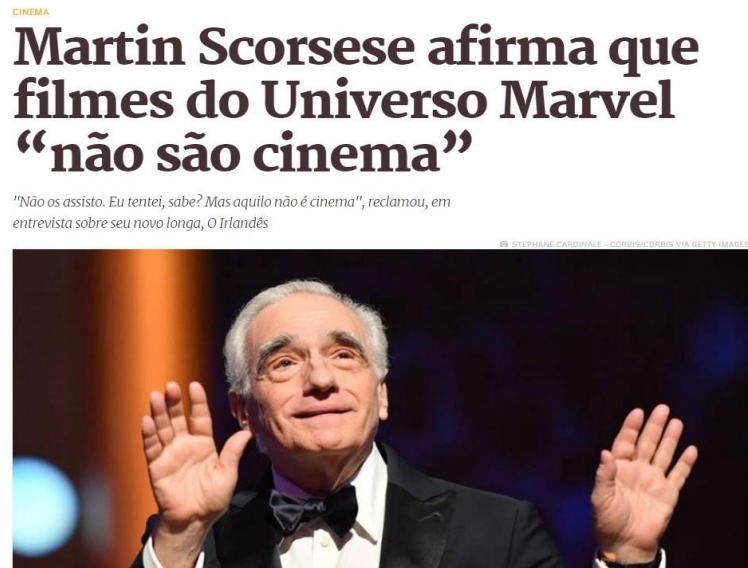 CINEMA
Martin Scorsese afirma que
filmes do Universo Marvel
“não são cinema”
"Não os assisto. Eu tentei, sabe? Mas aquilo não é cinema", reclamou, em
entrevista sobre seu novo longa, O Irlandês
STEPHANE CARDINALE - CORBIS/CORBIS VIA GETTY IMAGES